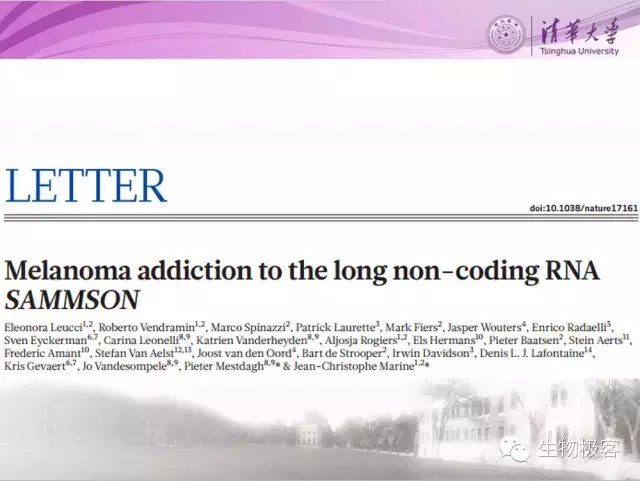 清华大学
Tsinghua University
LETTER
doi:10.1038/nature17161
Melanoma addiction to the long non-coding RNA
SAMMSON
Eleonora Leucci1,2, Roberto Vendramin1,2, Marco Spinazzi2, Patrick Laurette3, Mark Fiers2, Jasper Wouters4, Enrico Radaelli5,
Sven Eyckerman6,7, Carina Leonelli8,9, Katrien Vanderheyden8,9, Aljosja Rogiers1,2, Els Hermans10, Pieter Baatsen2, Stein Aerts11,
Frederic Amant10, Stefan Van Aelst12,13, Joost van den Oord4, Bart de Strooper2, Irwin Davidson3, Denis L. J. Lafontaine14,
Kris Gevaert6,7, Jo Vandesompele8,9, Pieter Mestdagh8,9* & Jean-Christophe Marine1,2*
生物极客